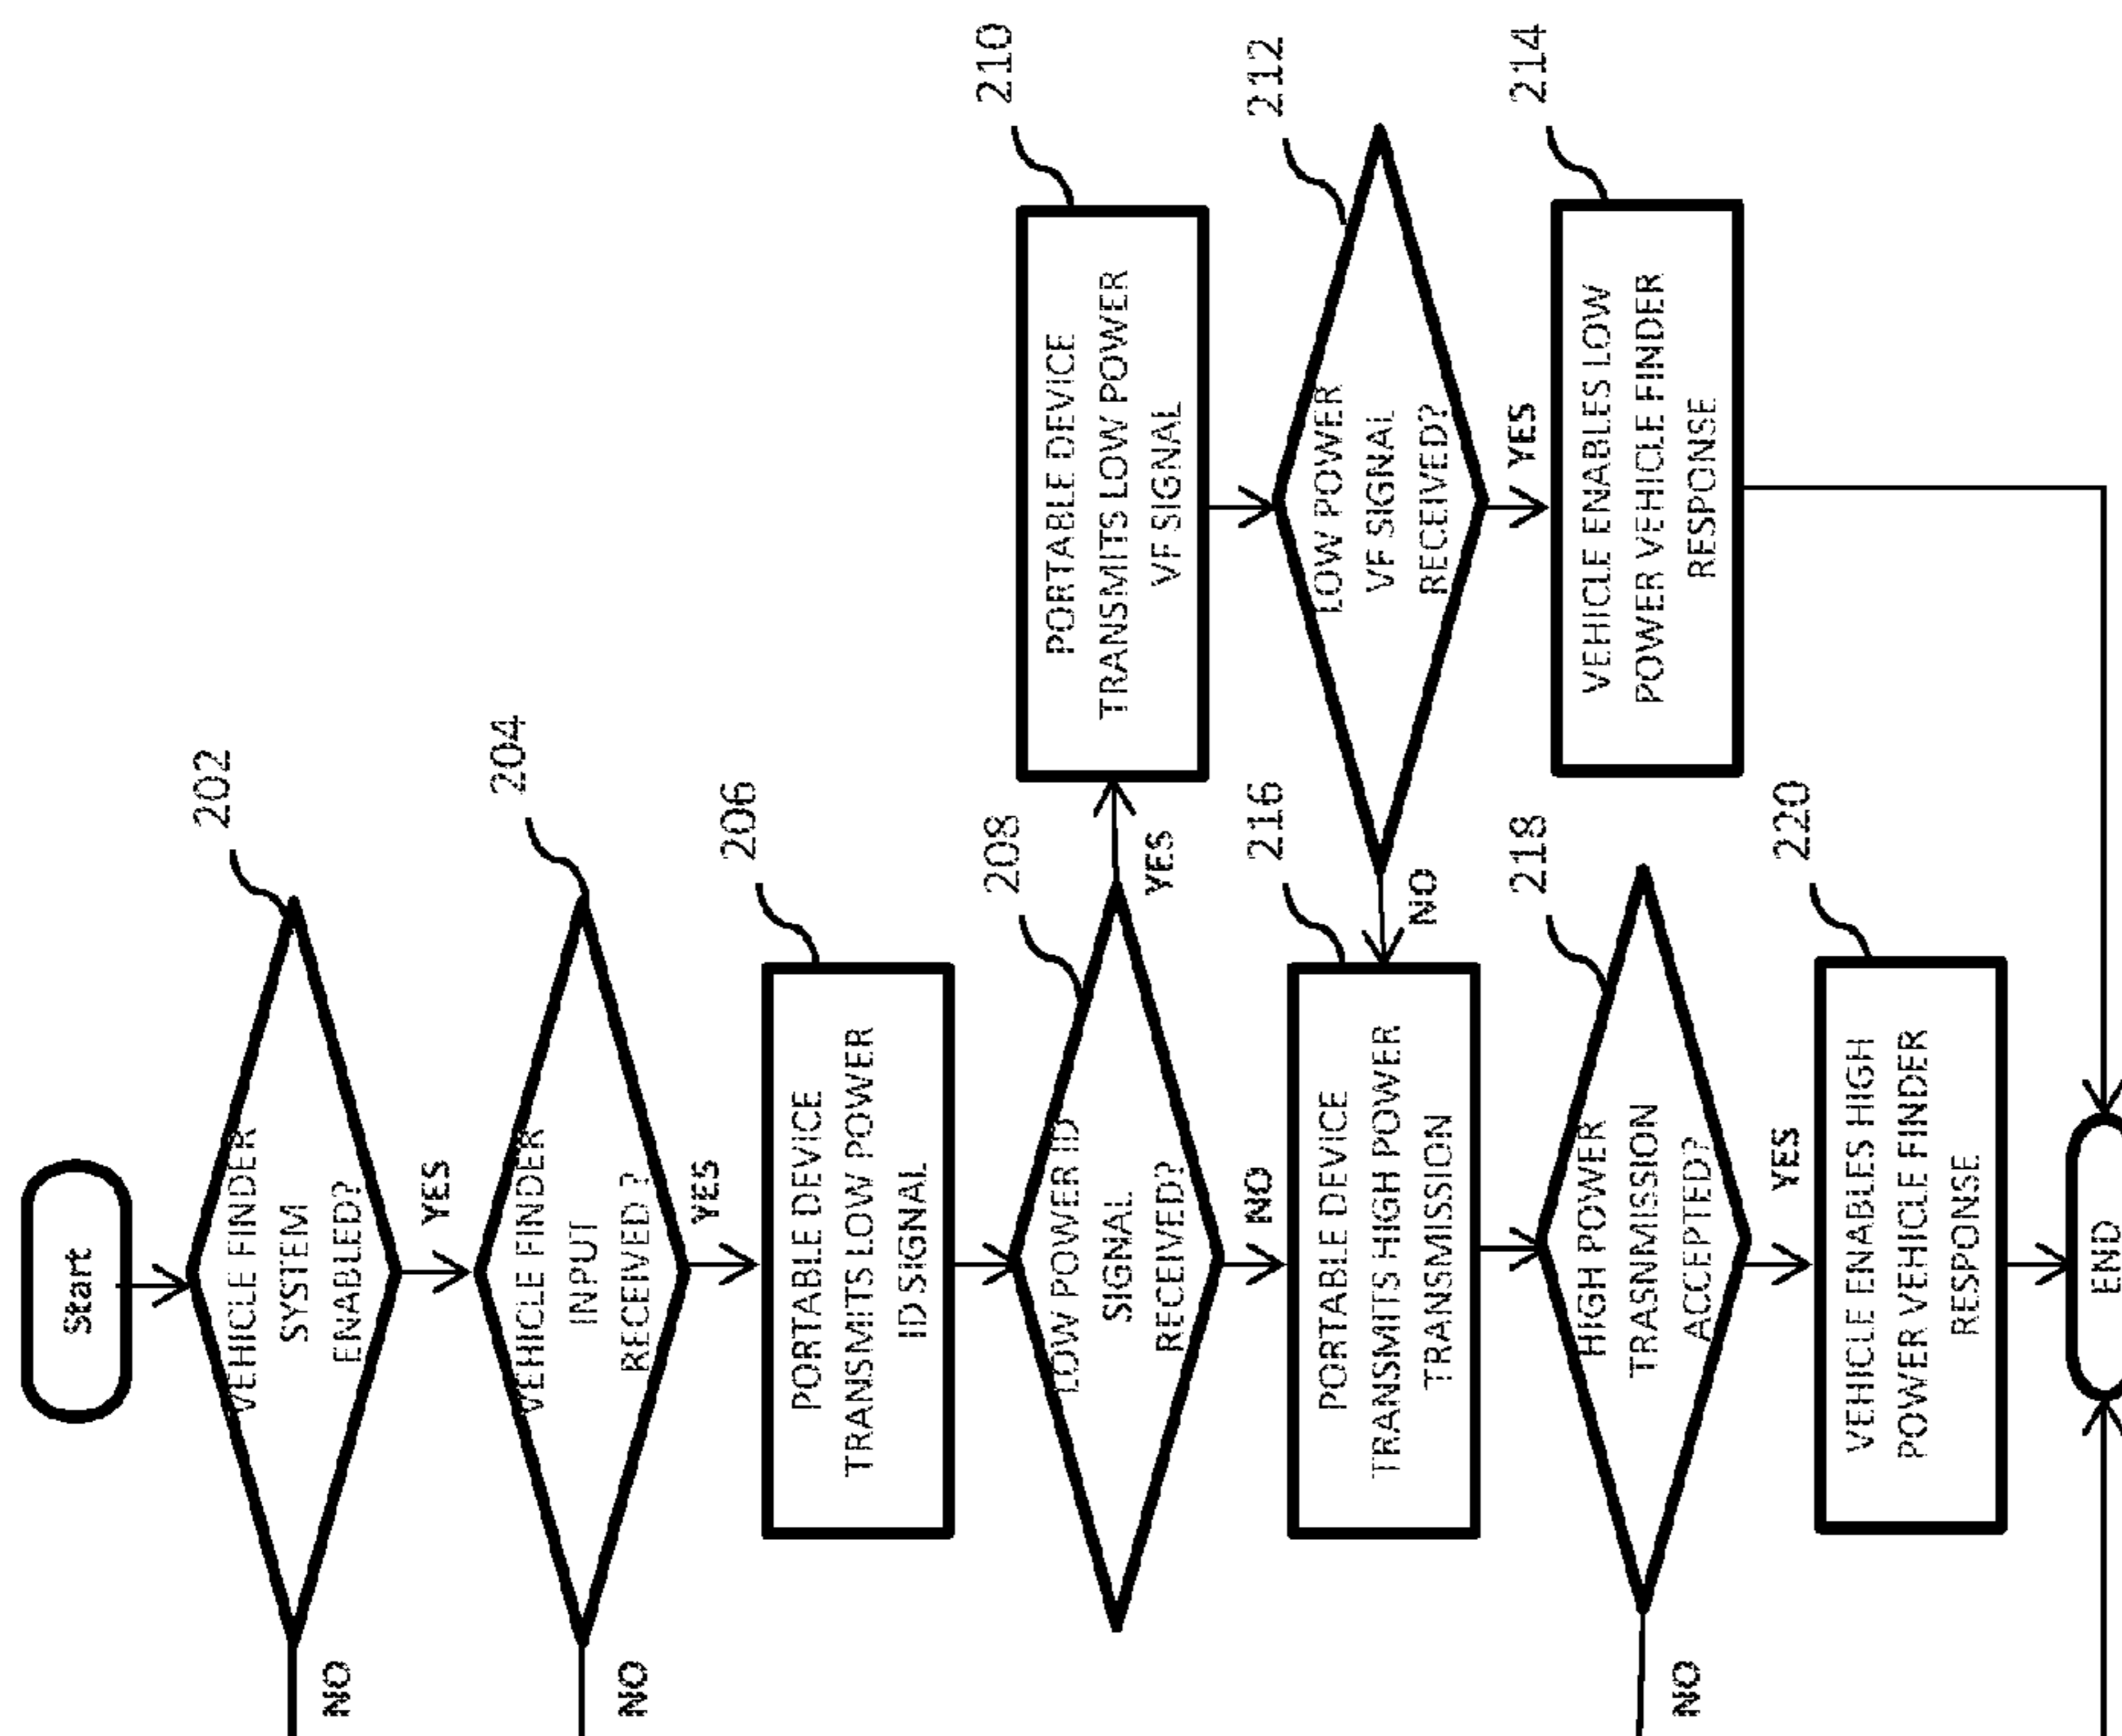 Start
202
VEHICLE FINDER
SYSTEM
ENABLED?
NO
YES
204
VEHICLE FINDER
INPUT
RECEIVED ?
NO
YES
206
PORTABLE DEVICE
TRANSMITS LOW POWER
ID SIGNAL
208
LOW POWER ID
SIGNAL
RECEIVED?
YES
NO
210
PORTABLE DEVICE
TRANSMITS LOW POWER
VF SIGNAL
212
LOW POWER
VF SIGNAL
RECEIVED?
NO
YES
214
VEHICLE ENABLES LOW
POWER VEHICLE FINDER
RESPONSE
216
PORTABLE DEVICE
TRANSMITS HIGH POWER
TRANSMISSION
218
HIGH POWER
TRASNMISSION
ACCEPTED?
NO
YES
220
VEHICLE ENABLES HIGH
POWER VEHICLE FINDER
RESPONSE
END